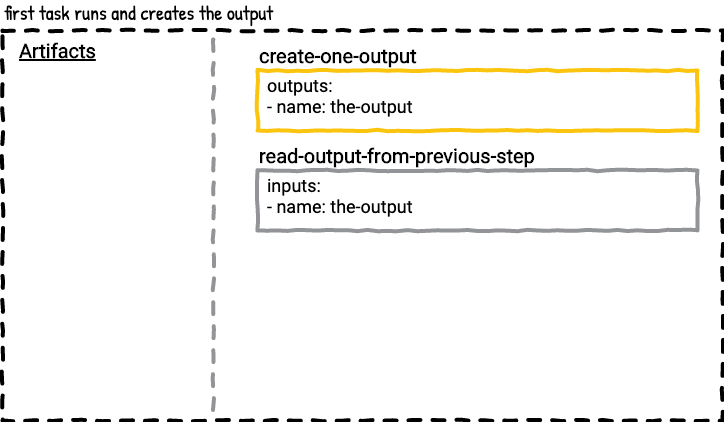 first task runs and creates the output
Artifacts
create-one-output
outputs:
- name: the-output
read-output-from-previous-step
inputs:
- name: the-output